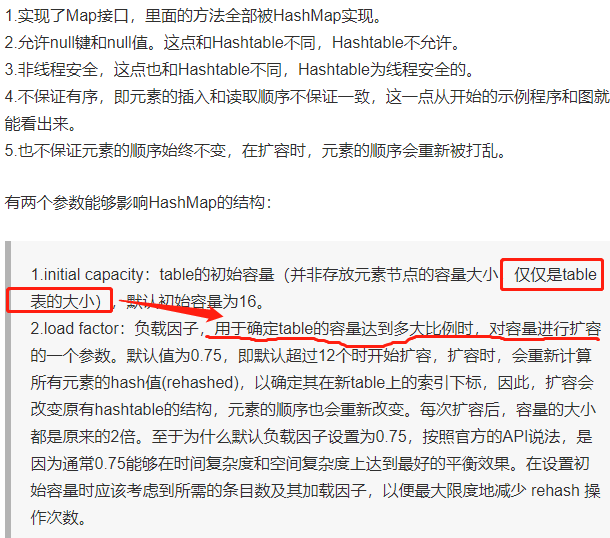 1.实现了Map接口，里面的方法全部被HashMap实现。
2.允许null键和null值。这点和Hashtable不同，Hashtable不允许。
3.非线程安全，这点也和Hashtable不同，Hashtable为线程安全的。
4.不保证有序，即元素的插入和读取顺序不保证一致，这一点从开始的示例程序和图就
能看出来。
5.也不保证元素的顺序始终不变，在扩容时，元素的顺序会重新被打乱。
有两个参数能够影响HashMap的结构：
1.initial capacity：table的初始容量（并非存放元素节点的容量大小 仅仅是table
表的大小），默认初始容量为16。
2.load factor：负载因子，用于确定table的容量达到多大比例时，对容量进行扩容
的一个参数。默认值为0.75，即默认超过12个时开始扩容，扩容时，会重新计算
所有元素的hash值(rehashed)，以确定其在新table上的索引下标，因此，扩容会
改变原有hashtable的结构，元素的顺序也会重新改变。每次扩容后，容量的大小
都是原来的2倍。至于为什么默认负载因子设置为0.75，按照官方的API说法，是
因为通常0.75能够在时间复杂度和空间复杂度上达到最好的平衡效果。在设置初
始容量时应该考虑到所需的条目数及其加载因子，以便最大限度地减少 rehash 操
作次数。